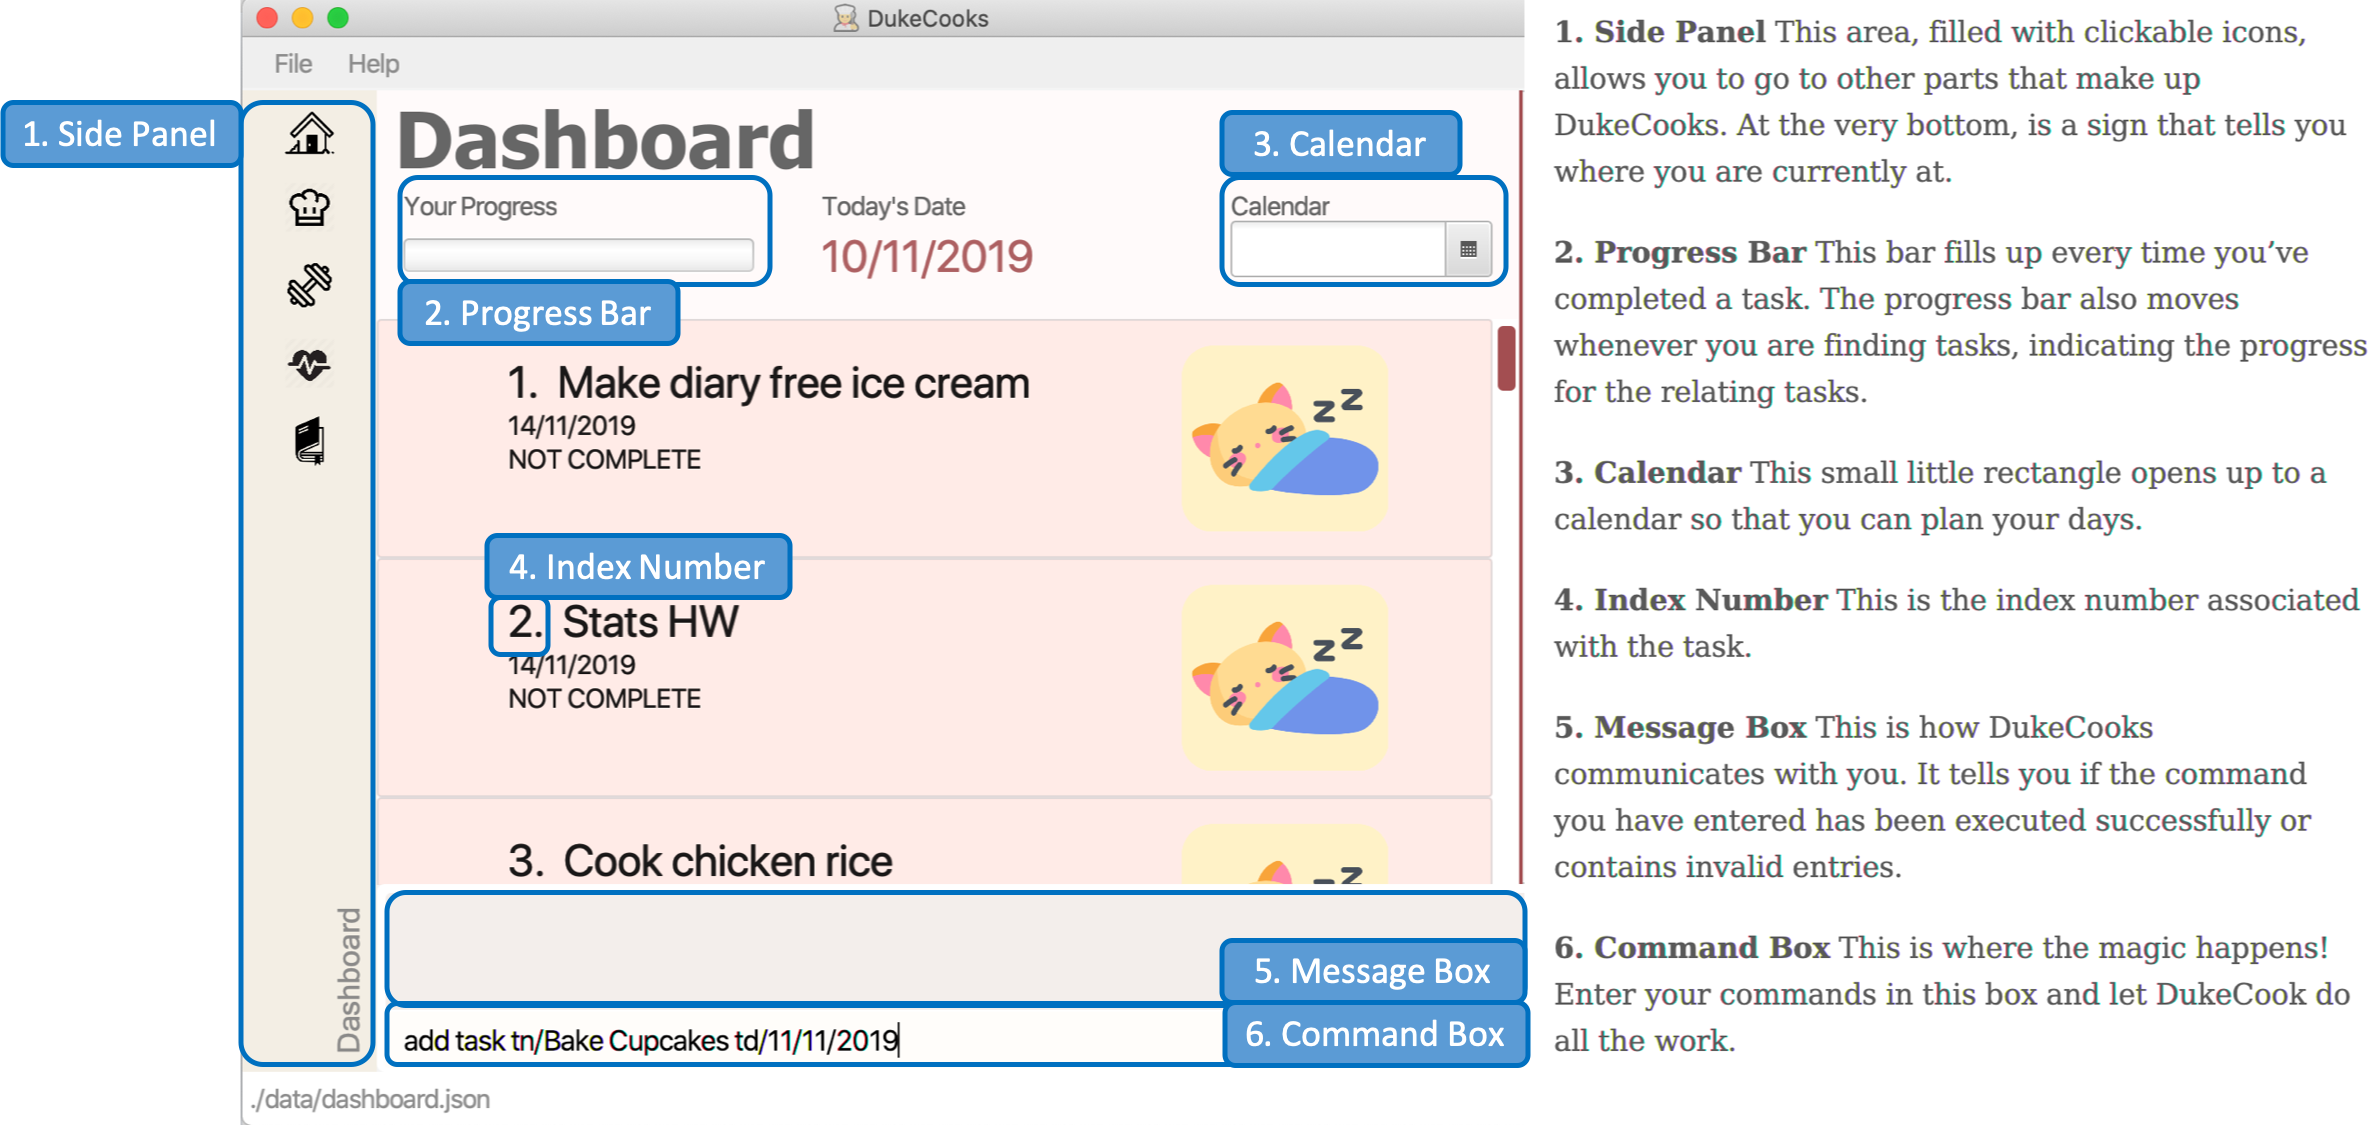 DukeCooks
File Help
1. Side Panel
Dashboard
3. Calendar
Your Progress
Today's Date
10/11/2019
Calendar
2. Progress Bar
1. Make diary free ice cream
14/11/2019
NOT COMPLETE
z z
4. Index Number
2. Stats HW
14/11/2019
NOT COMPLETE
z z
3. Cook chicken rice
Dashboard
5. Message Box
add task tn/Bake Cupcakes td/11/11/2019
6. Command Box
./data/dashboard.json
1. Side Panel This area, filled with clickable icons,
allows you to go to other parts that make up
DukeCooks. At the very bottom, is a sign that tells you
where you are currently at.
2. Progress Bar This bar fills up every time you’ve
completed a task. The progress bar also moves
whenever you are finding tasks, indicating the progress
for the relating tasks.
3. Calendar This small little rectangle opens up to a
calendar so that you can plan your days.
4. Index Number This is the index number associated
with the task.
5. Message Box This is how DukeCooks
communicates with you. It tells you if the command
you have entered has been executed successfully or
contains invalid entries.
6. Command Box This is where the magic happens!
Enter your commands in this box and let DukeCook do
all the work.